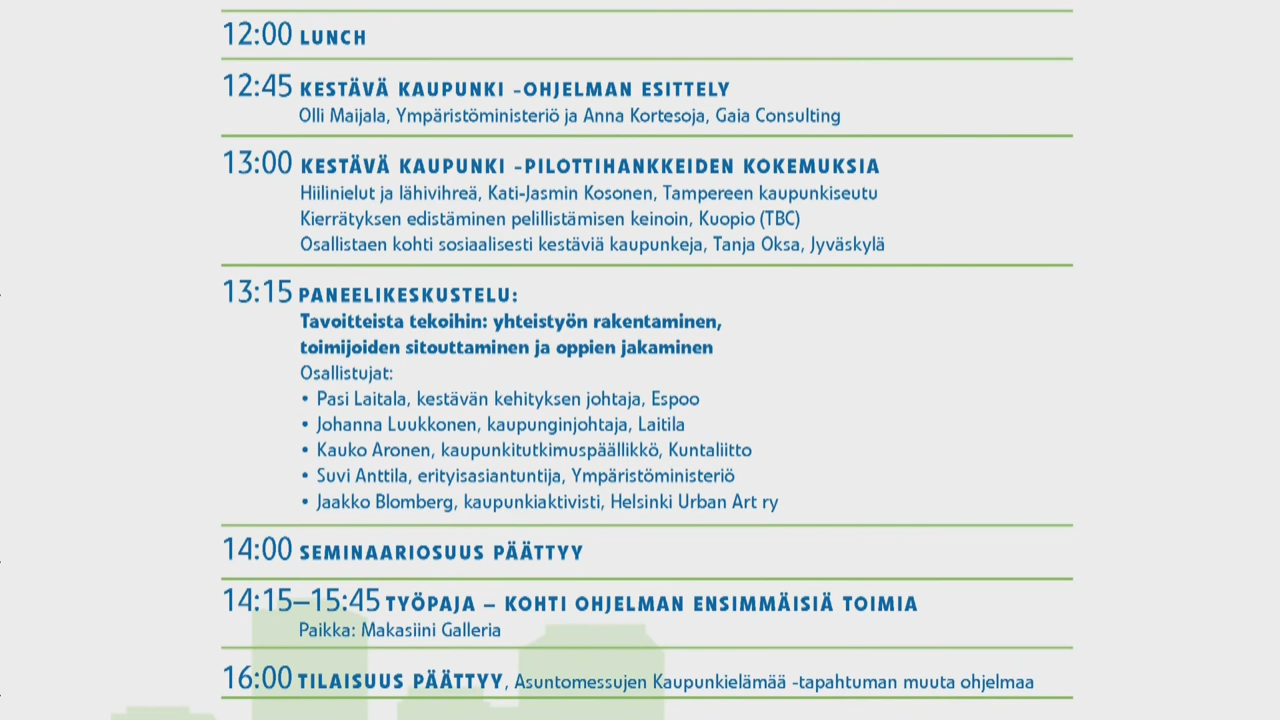 12:00 LUNCH
12:45 KESTÄVÄ KAUPUNKI -OHJELMAN ESITTELY
Olli Maijala, Ympäristöministeriö ja Anna Kortesoja, Gaia Consulting
13:00 KESTÄVÄ KAUPUNKI -PILOTTIHANKKEIDEN KOKEMUKSIA
Hiilinielut ja lähivihreä, Kati-Jasmin Kosonen, Tampereen kaupunkiseutu
Kierrätyksen edistäminen pelillistämisen keinoin, Kuopio (TBC)
Osallistaen kohti sosiaalisesti kestäviä kaupunkeja, Tanja Oksa, Jyväskylä
13:15 PANEELIKESKUSTELU:
Tavoitteista tekoihin: yhteistyön rakentaminen,
toimijoiden sitouttaminen ja oppien jakaminen
Osallistujat:
• Pasi Laitala, kestävän kehityksen johtaja, Espoo
• Johanna Luukkonen, kaupunginjohtaja, Laitila
• Kauko Aronen, kaupunkitutkimuspäällikkö, Kuntaliitto
• Suvi Anttila, erityisasiantuntija, Ympäristöministeriö
• Jaakko Blomberg, kaupunkiaktivisti, Helsinki Urban Art ry
14:00 SEMINAARIOSUUS PÄÄTTYY
14:15–15:45 TYÖPAJA – KOHTI OHJELMAN ENSIMMÄISIÄ TOIMIA
Paikka: Makasiini Galleria
16:00 TILAISUUS PÄÄTTYY, Asuntomessujen Kaupunkielämää -tapahtuman muuta ohjelmaa